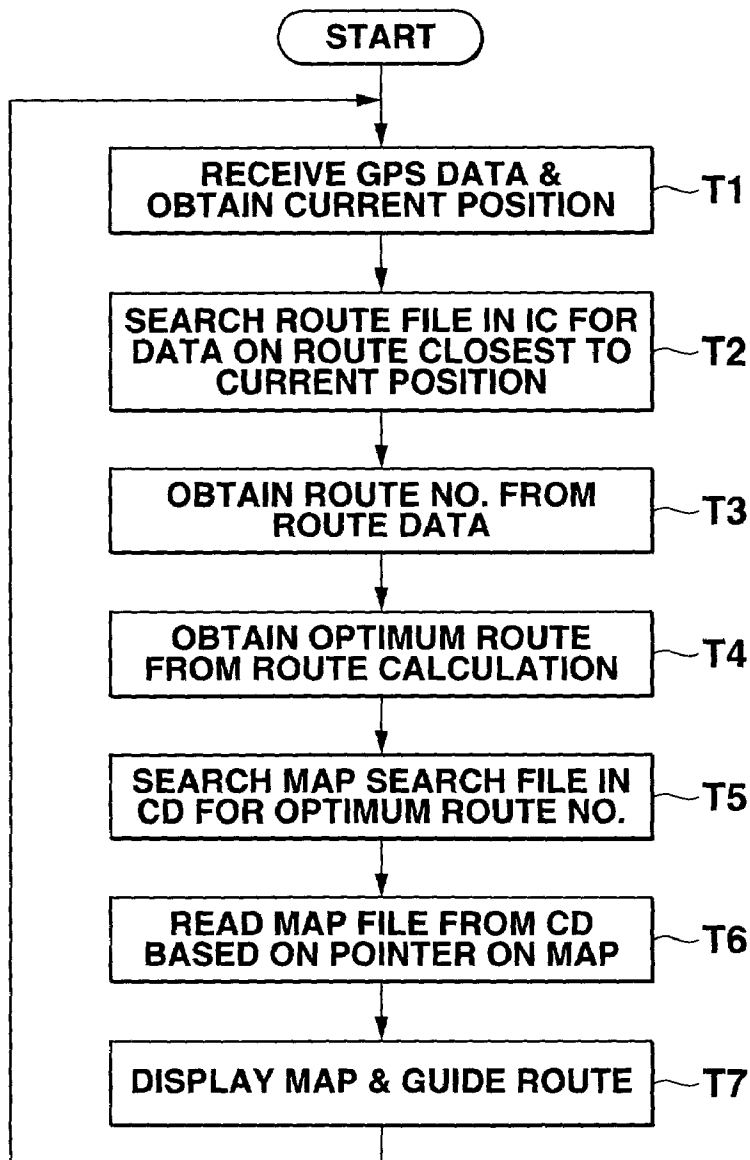 START
RECEIVE GPS DATA &
OBTAIN CURRENT POSITION
T1
SEARCH ROUTE FILE IN IC FOR
DATA ON ROUTE CLOSEST TO
CURRENT POSITION
T2
OBTAIN ROUTE NO. FROM
ROUTE DATA
T3
OBTAIN OPTIMUM ROUTE
FROM ROUTE CALCULATION
T4
SEARCH MAP SEARCH FILE IN
CD FOR OPTIMUM ROUTE NO.
T5
READ MAP FILE FROM CD
BASED ON POINTER ON MAP
T6
DISPLAY MAP & GUIDE ROUTE
T7